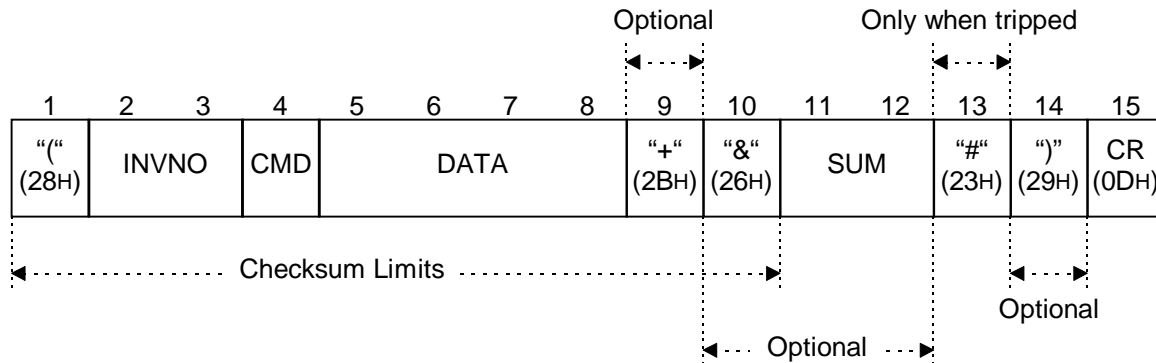 Optional Only when tripped
1 2 3 4 5 6 7 8 9 10 11 12 13 14 15
“(“ INVNO CMD DATA “+“ “&“ SUM “#“ “)” CR
(28H) (2BH) (26H) (23H) (29H) (0DH)
Checksum Limits
Optional
Optional